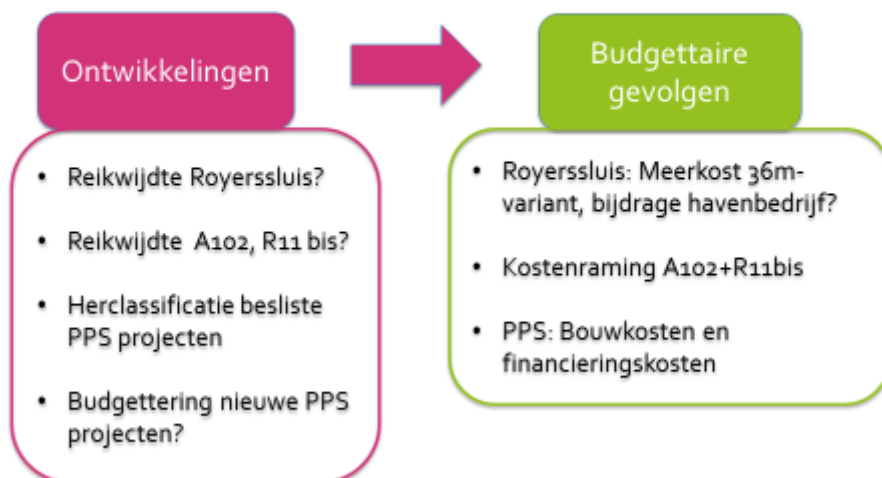 Ontwikkelingen
• Reikwijdte Royerssluis?
• Reikwijdte A102, R11 bis?
• Herclassificatie besliste
PPS projecten
• Budgettering nieuwe PPS
projecten?
Budgettaire
gevolgen
• Royerssluis: Meerkost 36m-
variant, bijdrage havenbedrijf?
• Kostenraming A102+R11bis
• PPS: Bouwkosten en
financieringskosten